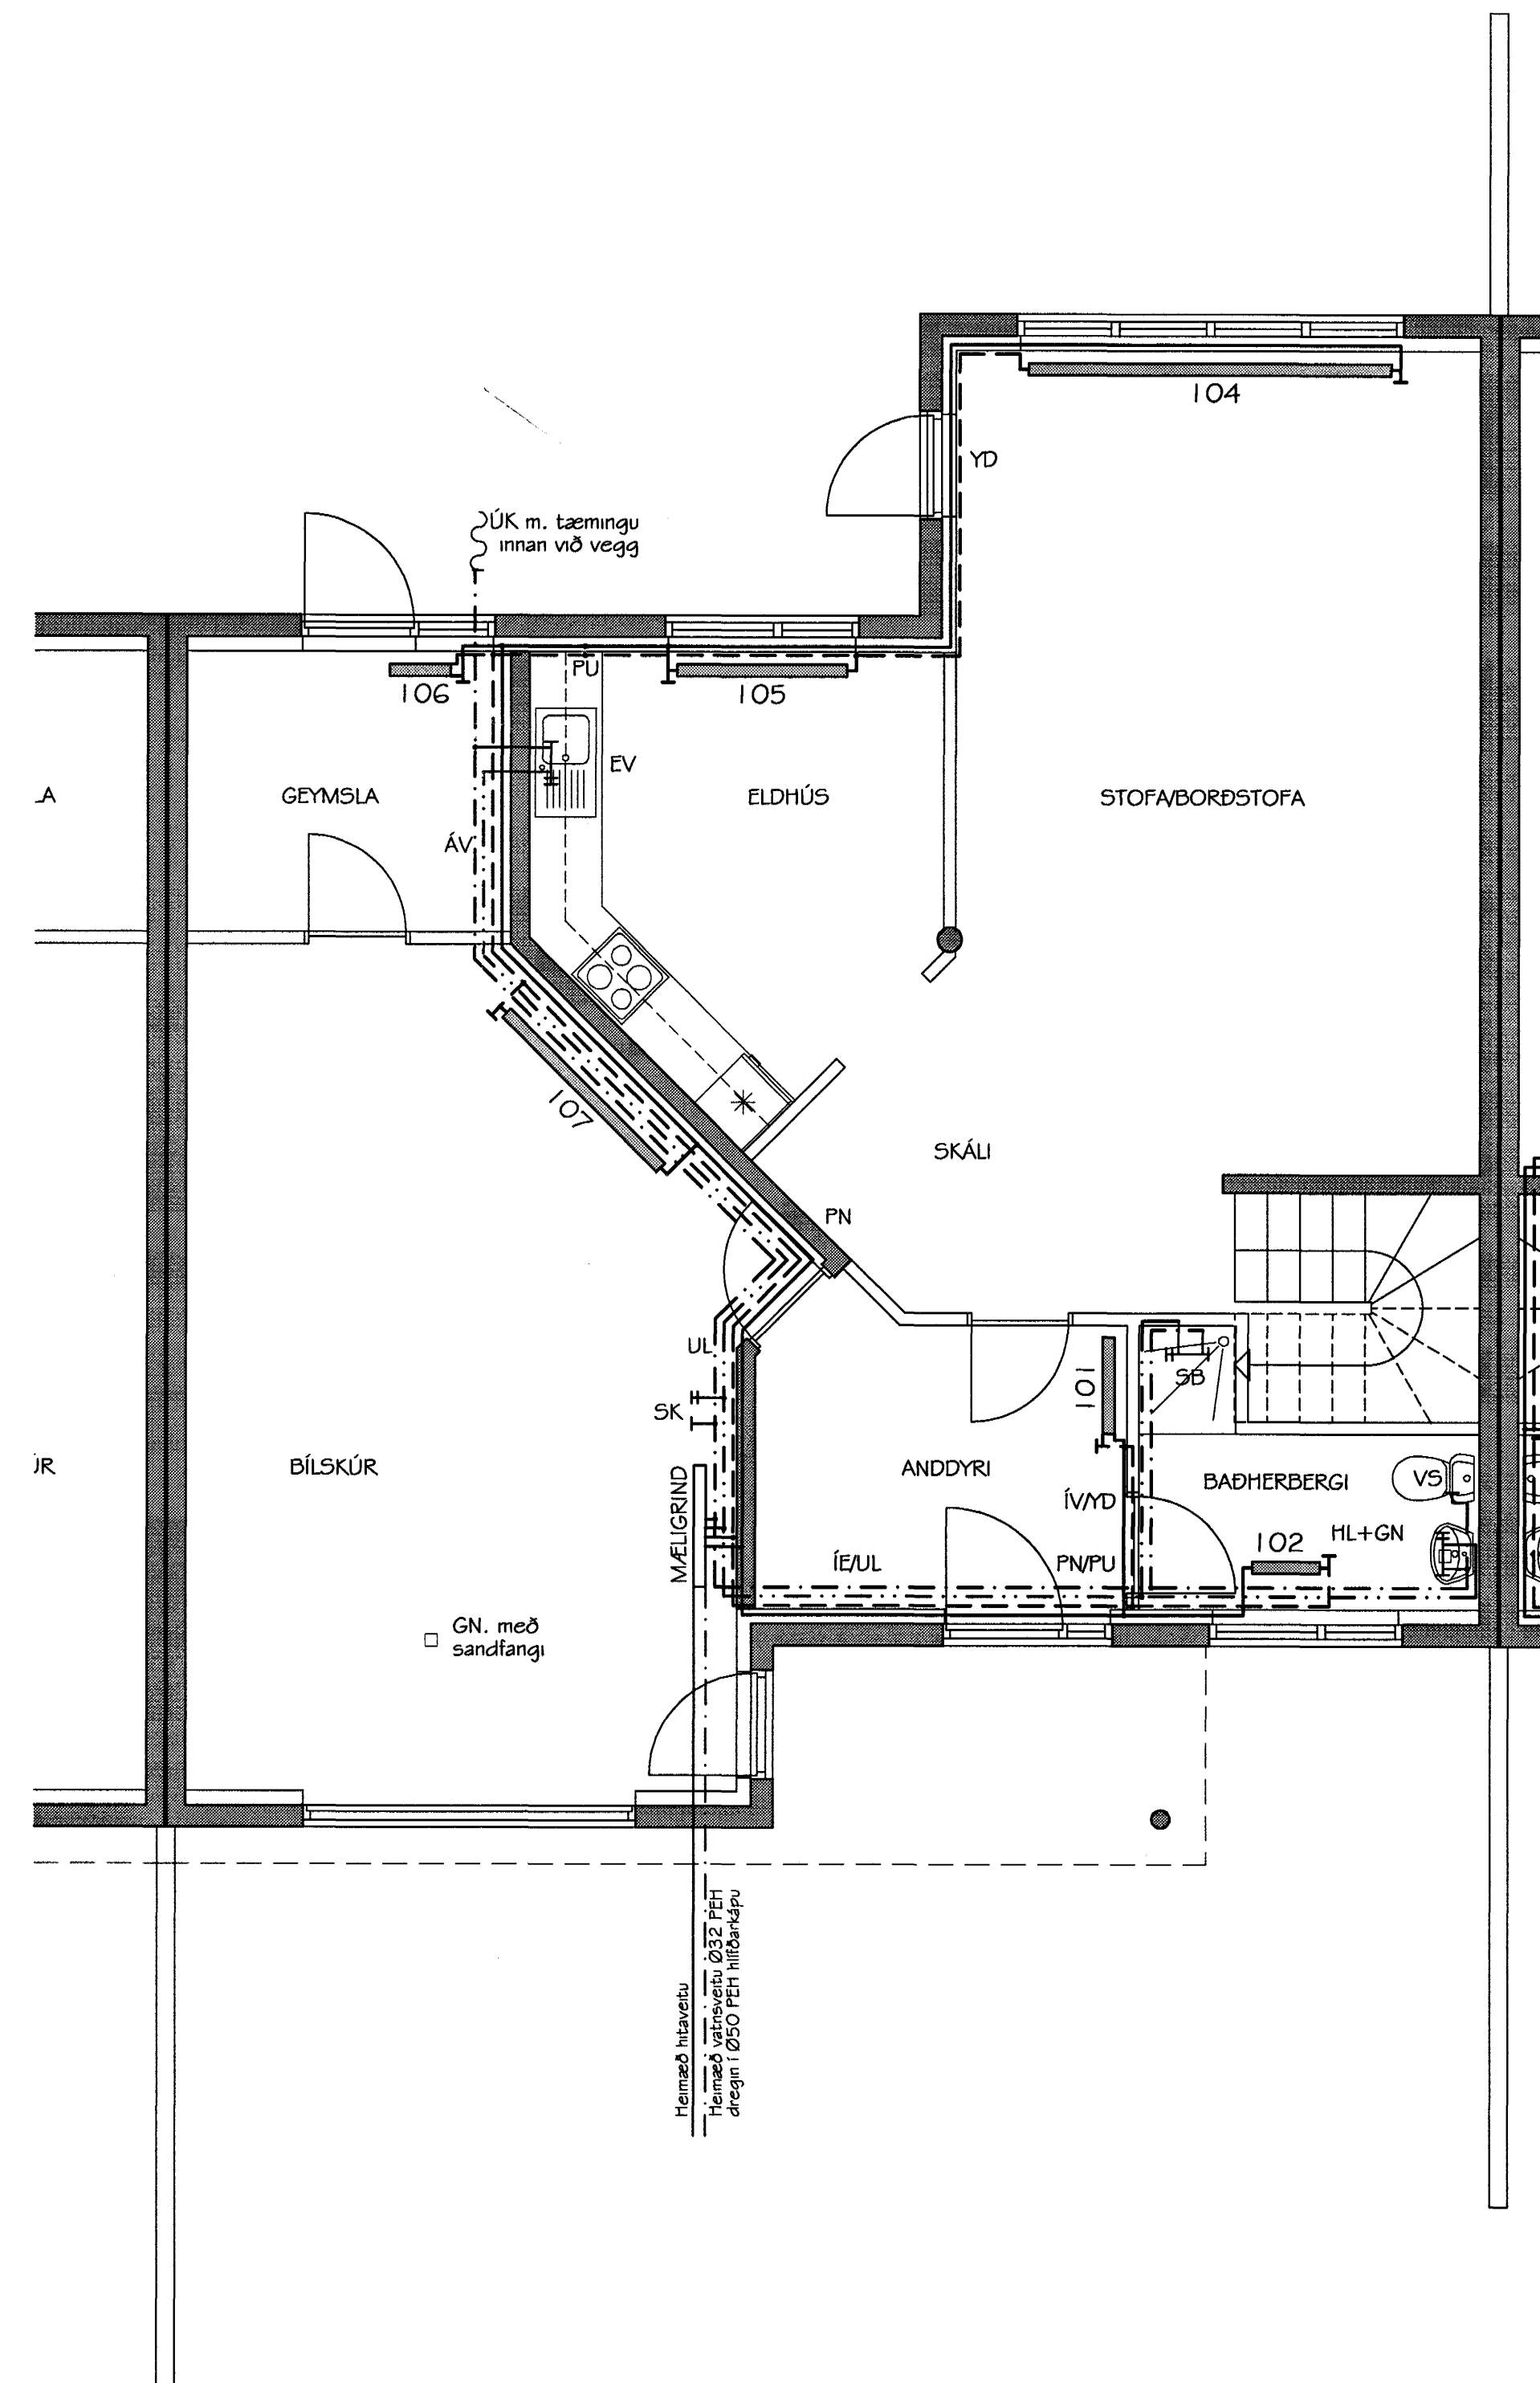 104
YD
ÚK m. tæmingu
innan við vegg
PU
106
105
EV
LA
GEYMSLA
ELDHÚS
STOFA/BORÐSTOFA
ÁV
107
SKÁLI
PN
UL
101
SB
SK
ÚR
BÍLSKÚR
ANDDYRI
BAÐHERBERGI
VS
MÆLIGRIND
ÍV/YD
HL+GN
102
ÍE/UL
PN/PU
GN. með
sandfangi
Heimæð hitaveitu
Heimæð vatnsveitu Ø32 PEH
dregin í Ø50 PEH hlífðarkápu